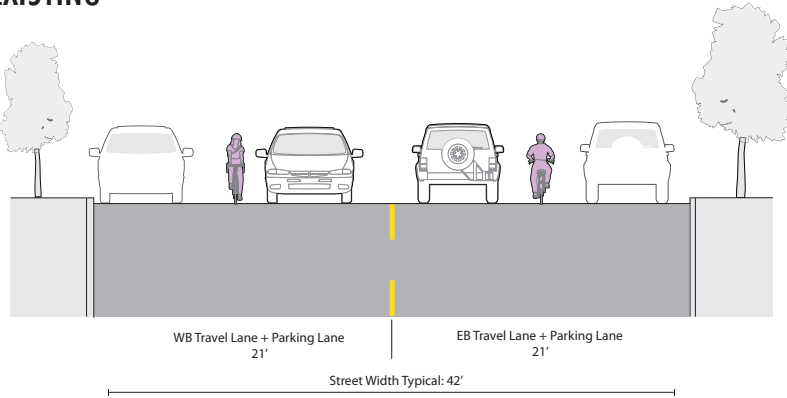 EXISTING
WB Travel Lane + Parking Lane
21’
EB Travel Lane + Parking Lane
21’
Street Width Typical: 42’